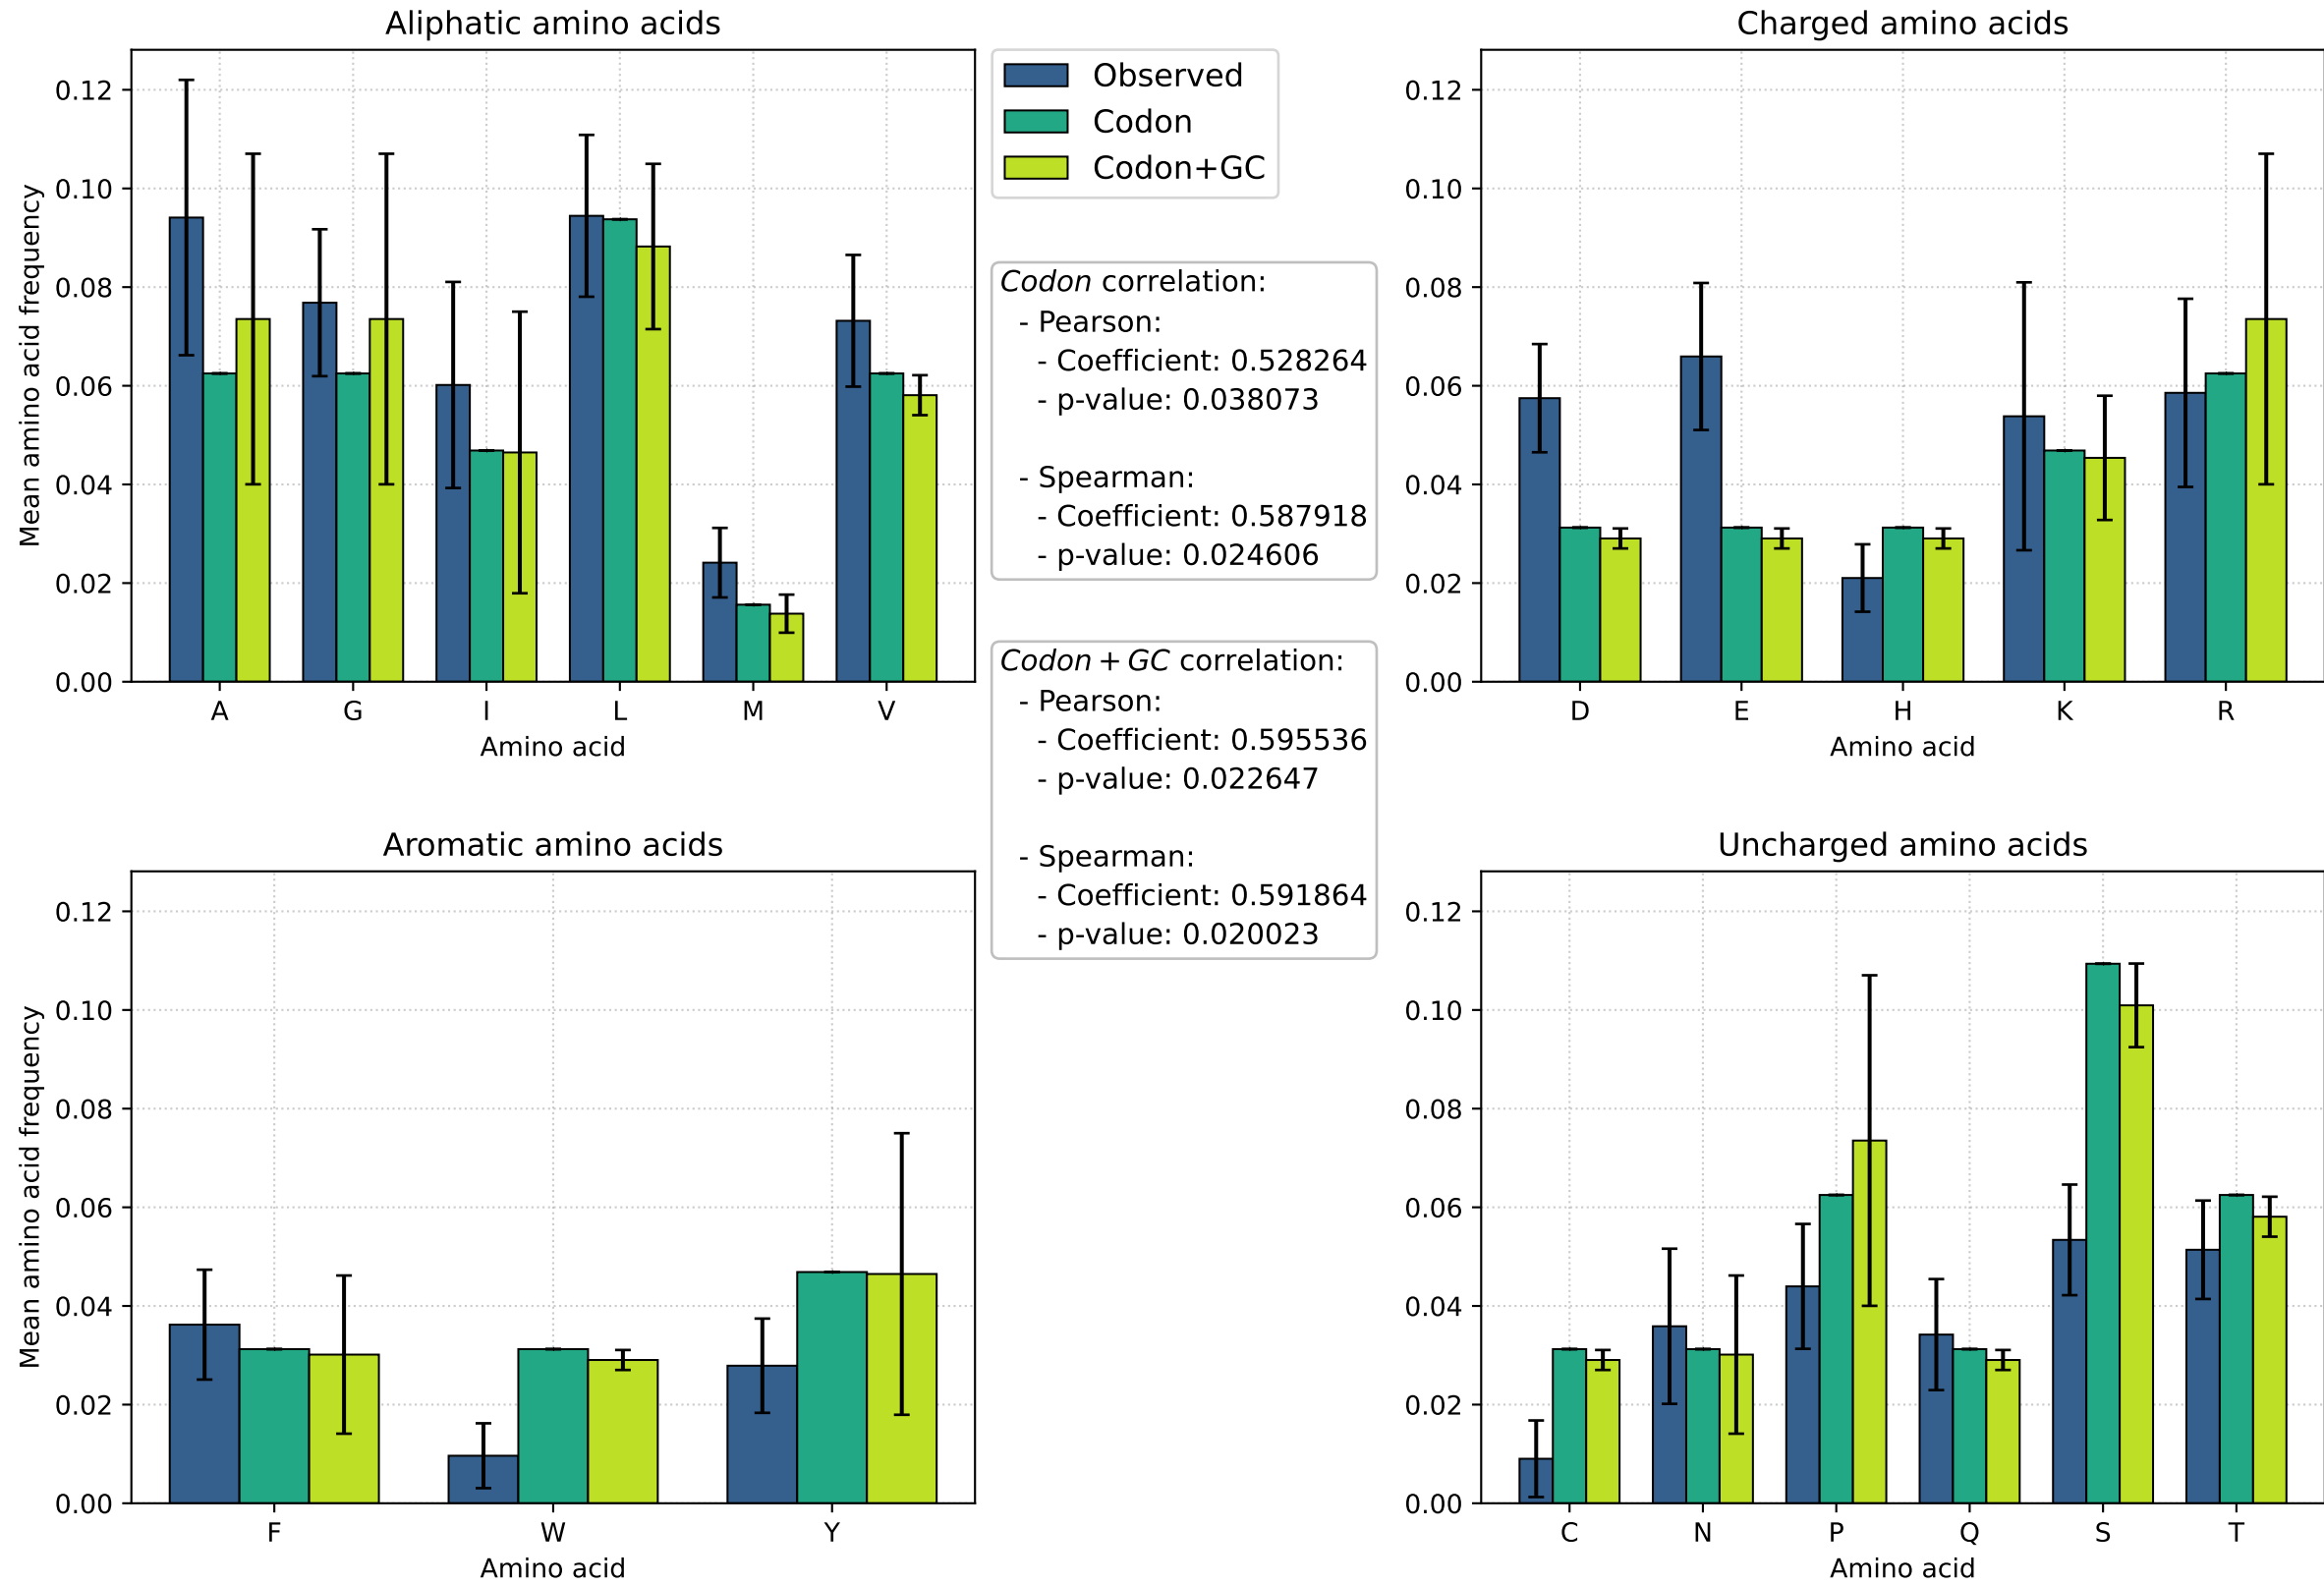 Aliphatic amino acids
Mean amino acid frequency
0.12
0.10
0.08
0.06
0.04
0.02
0.00
A G I L M V
Amino acid
Observed
Codon
Codon+GC
Codon correlation:
- Pearson:
- Coefficient: 0.528264
- p-value: 0.038073
- Spearman:
- Coefficient: 0.587918
- p-value: 0.024606
Codon + GC correlation:
- Pearson:
- Coefficient: 0.595536
- p-value: 0.022647
- Spearman:
- Coefficient: 0.591864
- p-value: 0.020023
Charged amino acids
0.12
0.10
0.08
0.06
0.04
0.02
0.00
D E H K R
Amino acid
Aromatic amino acids
Mean amino acid frequency
0.12
0.10
0.08
0.06
0.04
0.02
0.00
F W Y
Amino acid
Uncharged amino acids
0.12
0.10
0.08
0.06
0.04
0.02
0.00
C N P Q S T
Amino acid